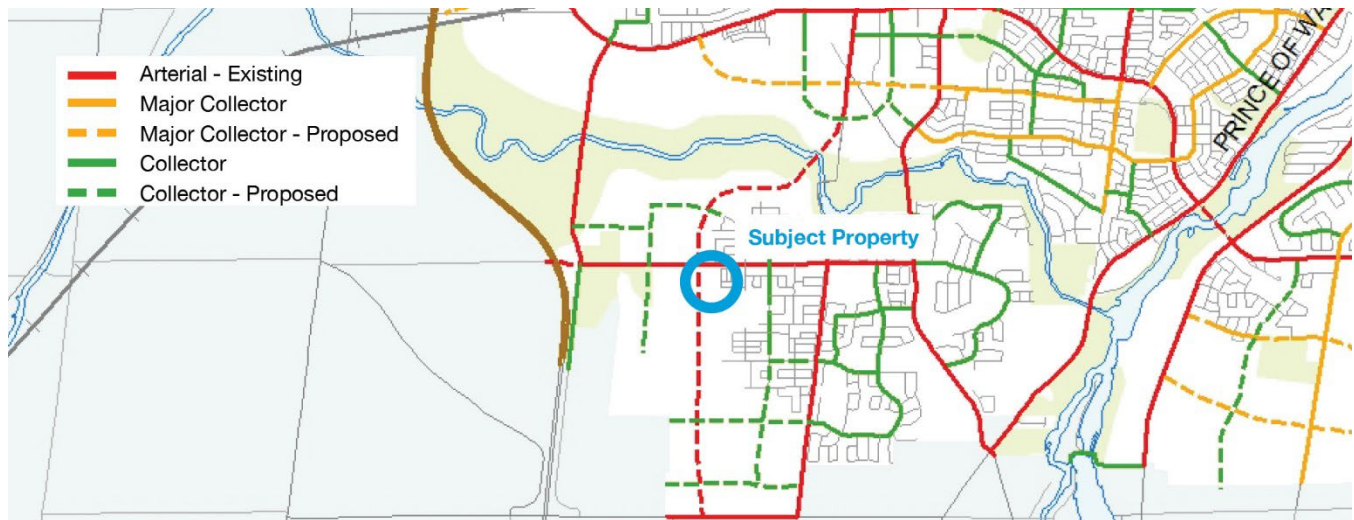 Arterial - Existing
Major Collector
Major Collector - Proposed
Collector
Collector - Proposed
PRINCE OF WA
Subject Property